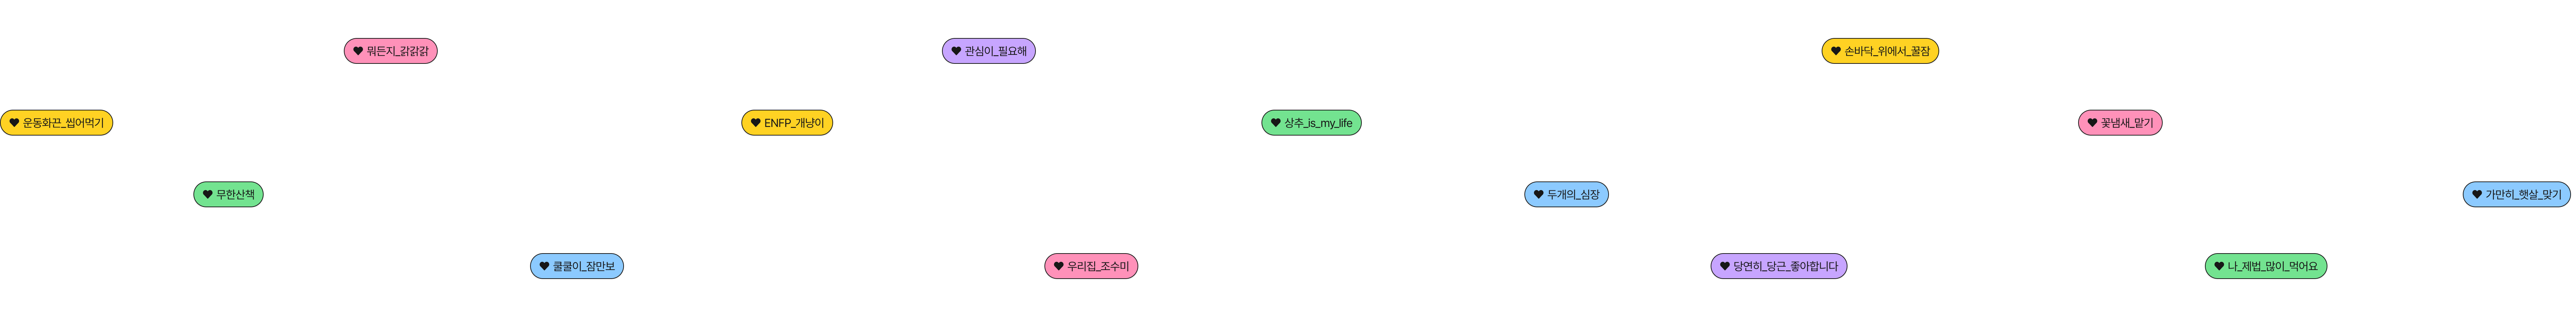 ♥ 뭐든지_갉갉갉
♥ 관심이_필요해
♥ 손바닥_위에서_꿀잠
♥ 운동화끈_씹어먹기
♥ ENFP_개냥이
♥ 상추_is_my_life
♥ 꽃냄새_맡기
♥ 무한산책
♥ 두개의_심장
♥ 가만히_햇살_맞기
♥ 쿨쿨이_잠만보
♥ 우리집_조수미
♥ 당연히_당근_좋아합니다
♥ 나_제법_많이_먹어요